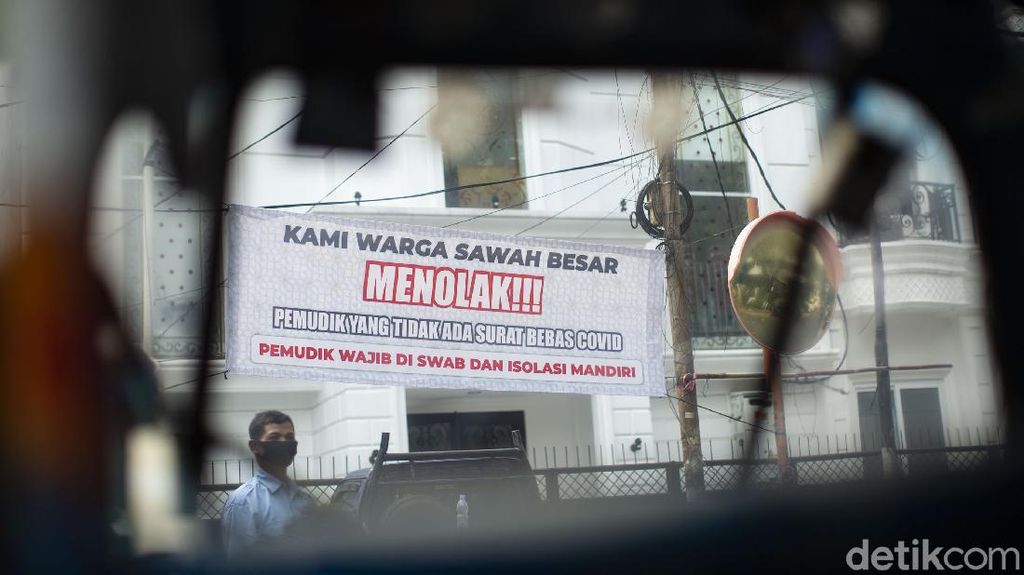 KAMI WARGA SAWAH BESAR
MENOLAK!!!
PEMUDIK YANG TIDAK ADA SURAT BEBAS COVID
PEMUDIK WAJIB DI SWAB DAN ISOLASI MANDIRI
detikcom